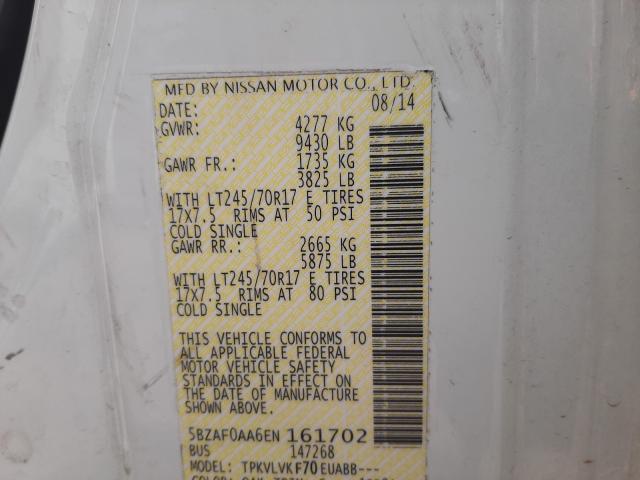 MFD BY NISSAN MOTOR CO., LTD.
DATE: 08/14
GVWR: 4277 KG
9430 LB
GAWR FR.: 1735 KG
3825 LB
WITH LT245/70R17 E TIRES
17X7.5 RIMS AT 50 PSI
COLD SINGLE
GAWR RR.: 2665 KG
5875 LB
WITH LT245/70R17 E TIRES
17X7.5 RIMS AT 80 PSI
COLD SINGLE
THIS VEHICLE CONFORMS TO
ALL APPLICABLE FEDERAL
MOTOR VEHICLE SAFETY
STANDARDS IN EFFECT ON
THE DATE OF MANUFACTURE
SHOWN ABOVE.
5BZAF0AA6EN 161702
BUS 147268
MODEL: TPKVLVKF70EUABB---